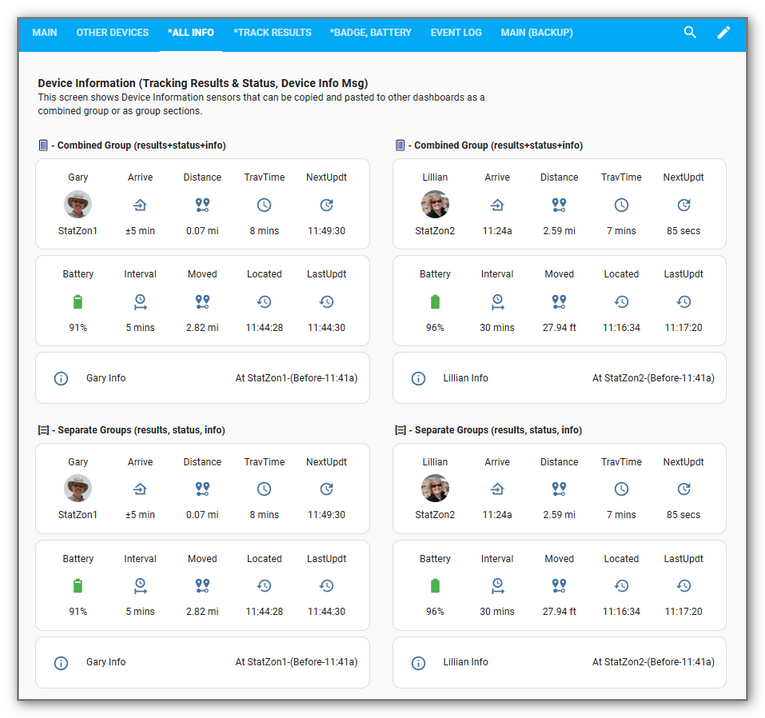 MAIN OTHER DEVICES *ALL INFO *TRACK RESULTS *BADGE, BATTERY EVENT LOG MAIN (BACKUP)
Device Information (Tracking Results & Status, Device Info Msg)
This screen shows Device Information sensors that can be copied and pasted to other dashboards as a
combined group or as group sections.
- Combined Group (results+status+info)
Gary Arrive Distance TravTime NextUpdt
StatZon1 ±5 min 0.07 mi 8 mins 11:49:30
Battery Interval Moved Located LastUpdt
91% 5 mins 2.82 mi 11:44:28 11:44:30
Gary Info At StatZon1-(Before-11:41a)
- Combined Group (results+status+info)
Lillian Arrive Distance TravTime NextUpdt
StatZon2 11:24a 2.59 mi 7 mins 85 secs
Battery Interval Moved Located LastUpdt
96% 30 mins 27.94 ft 11:16:34 11:17:20
Lillian Info At StatZon2-(Before-11:41a)
- Separate Groups (results, status, info)
Gary Arrive Distance TravTime NextUpdt
StatZon1 ±5 min 0.07 mi 8 mins 11:49:30
Battery Interval Moved Located LastUpdt
91% 5 mins 2.82 mi 11:44:28 11:44:30
Gary Info At StatZon1-(Before-11:41a)
- Separate Groups (results, status, info)
Lillian Arrive Distance TravTime NextUpdt
StatZon2 11:24a 2.59 mi 7 mins 85 secs
Battery Interval Moved Located LastUpdt
96% 30 mins 27.94 ft 11:16:34 11:17:20
Lillian Info At StatZon2-(Before-11:41a)